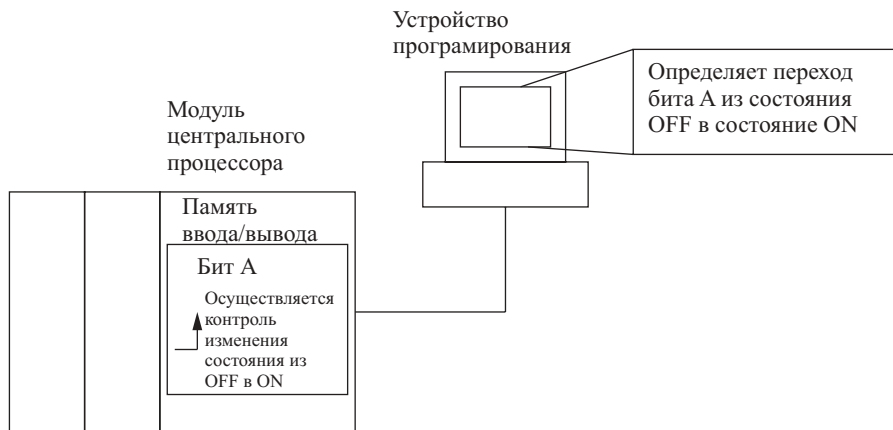 Устройство
програмирования
Определяет переход
бита А из состояния
OFF в состояние ON
Модуль
центрального
процессора
Память
ввода/вывода
Бит А
Осуществляется
контроль
изменения
состояния из
OFF в ON